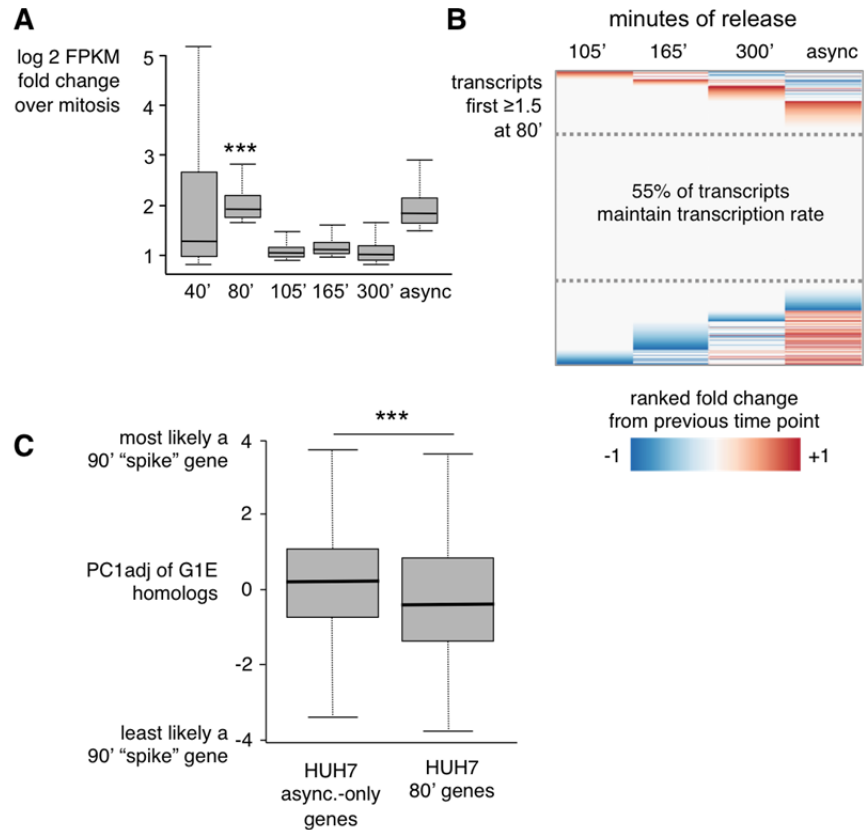 A
log 2 FPKM
fold change
over mitosis
5
4
3
2
1
***
40’ 80’ 105’ 165’ 300’ async
B
minutes of release
105’ 165’ 300’ async
transcripts
first ≥1.5
at 80’
55% of transcripts
maintain transcription rate
ranked fold change
from previous time point
-1 +1
C
***
most likely a
90’ “spike” gene
PC1adj of G1E
homologs
least likely a
90’ “spike” gene
4
2
0
-2
-4
HUH7
async.-only
genes
HUH7
80’ genes